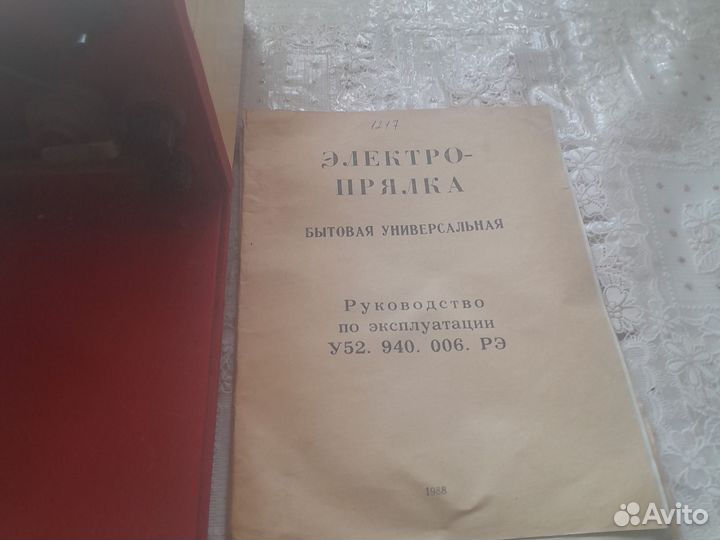 1217
ЭЛЕКТРО-
ПРЯЛКА
БЫТОВАЯ УНИВЕРСАЛЬНАЯ
Руководство
по эксплуатации
У52. 940. 006. РЭ
1988
Avito